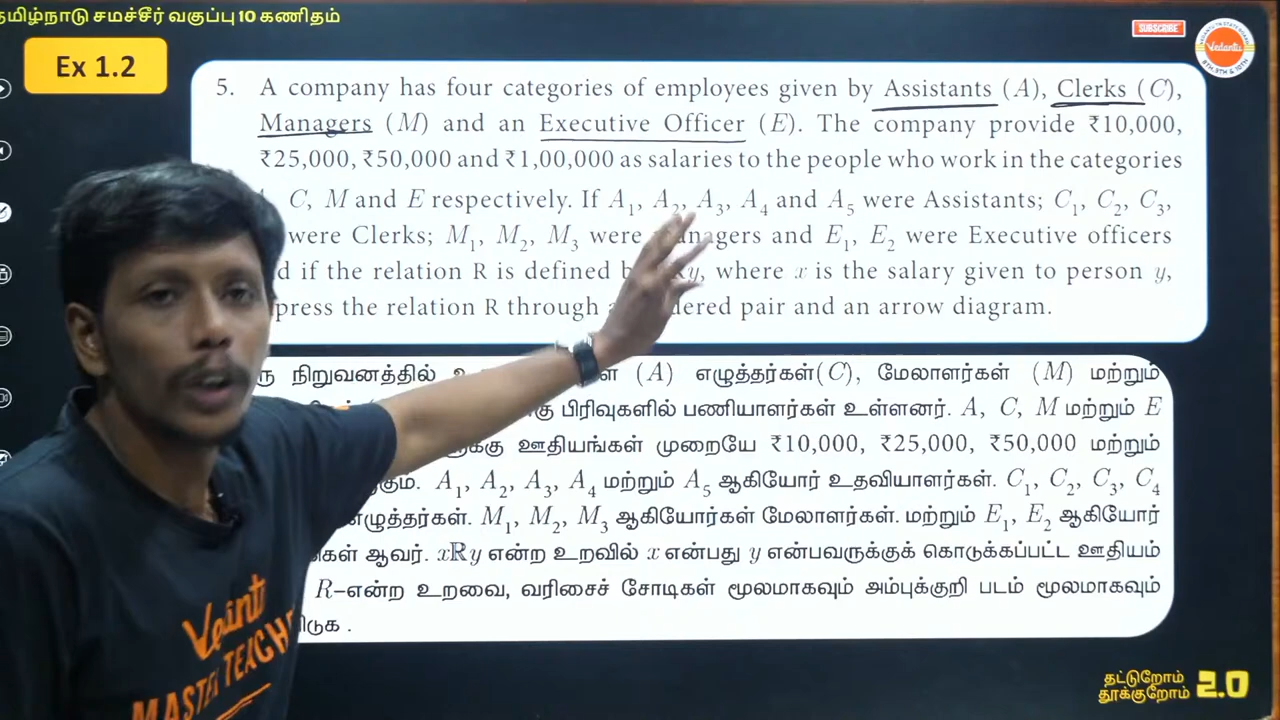 தமிழ்நாடு சமச்சீர் வகுப்பு 10 கணிதம்
SUBSCRIBE
Vedantu
8TH, 9TH & 10TH
Ex 1.2
5. A company has four categories of employees given by Assistants (A), Clerks (C),
Managers (M) and an Executive Officer (E). The company provide ₹10,000,
₹25,000, ₹50,000 and ₹1,00,000 as salaries to the people who work in the categories
C, M and E respectively. If A₁, A₂, A₃, A₄ and A₅ were Assistants; C₁, C₂, C₃,
were Clerks; M₁, M₂, M₃ were managers and E₁, E₂ were Executive officers
if the relation R is defined by y, where x is the salary given to person y,
press the relation R through dered pair and an arrow diagram.
நிறுவனத்தில் (A) எழுத்தர்கள்(C), மேலாளர்கள் (M) மற்றும்
பிரிவுகளில் பணியாளர்கள் உள்ளனர். A, C, M மற்றும் E
ஊதியங்கள் முறையே ₹10,000, ₹25,000, ₹50,000 மற்றும்
கும். A₁, A₂, A₃, A₄ மற்றும் A₅ ஆகியோர் உதவியாளர்கள். C₁, C₂, C₃, C₄
எழுத்தர்கள். M₁, M₂, M₃ ஆகியோர்கள் மேலாளர்கள். மற்றும் E₁, E₂ ஆகியோர்
கள் ஆவர். xℝy என்ற உறவில் x என்பது y என்பவருக்குக் கொடுக்கப்பட்ட ஊதியம்
R–என்ற உறவை, வரிசைச் சோடிகள் மூலமாகவும் அம்புக்குறி படம் மூலமாகவும்
டுக .
Vedantu
MASTER TEACHE
தட்டுறோம்
தூக்குறோம் 2.0